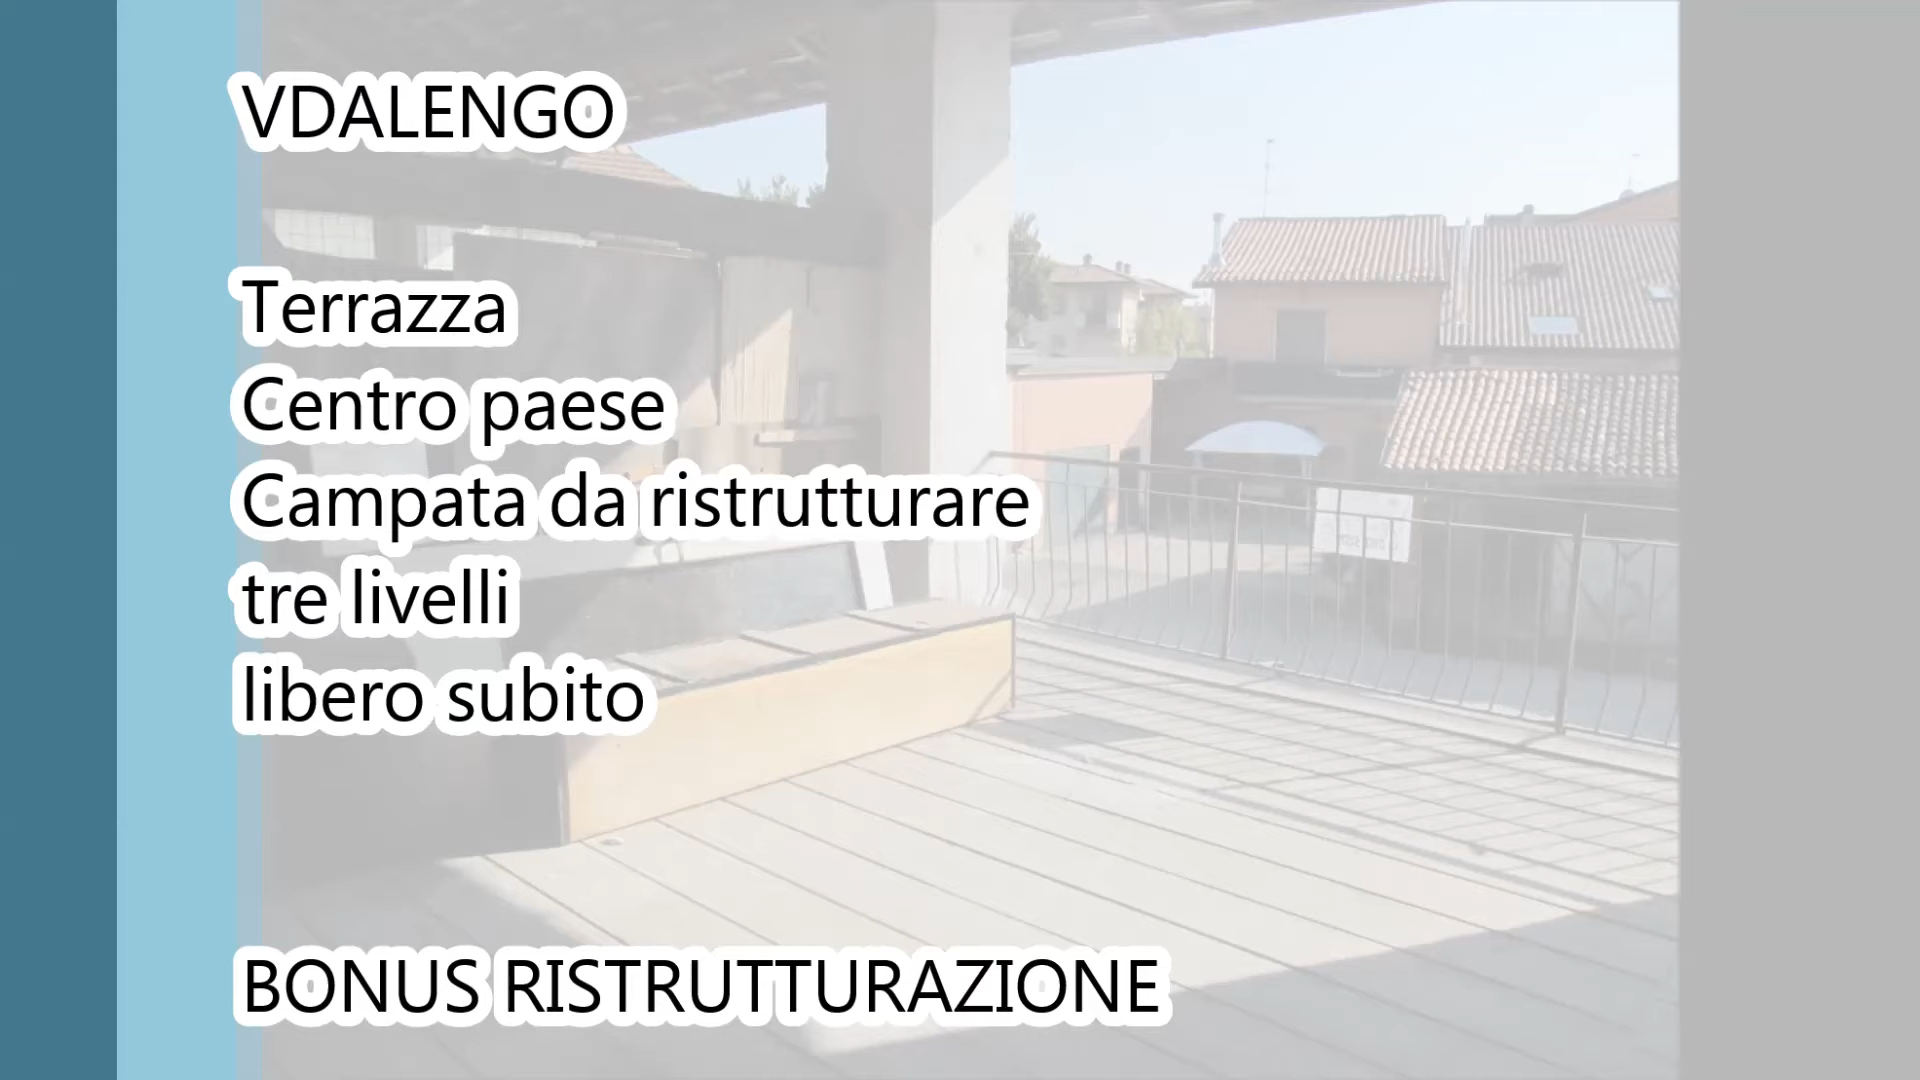 VDALENGO
Terrazza
Centro paese
Campata da ristrutturare
tre livelli
libero subito
BONUS RISTRUTTURAZIONE